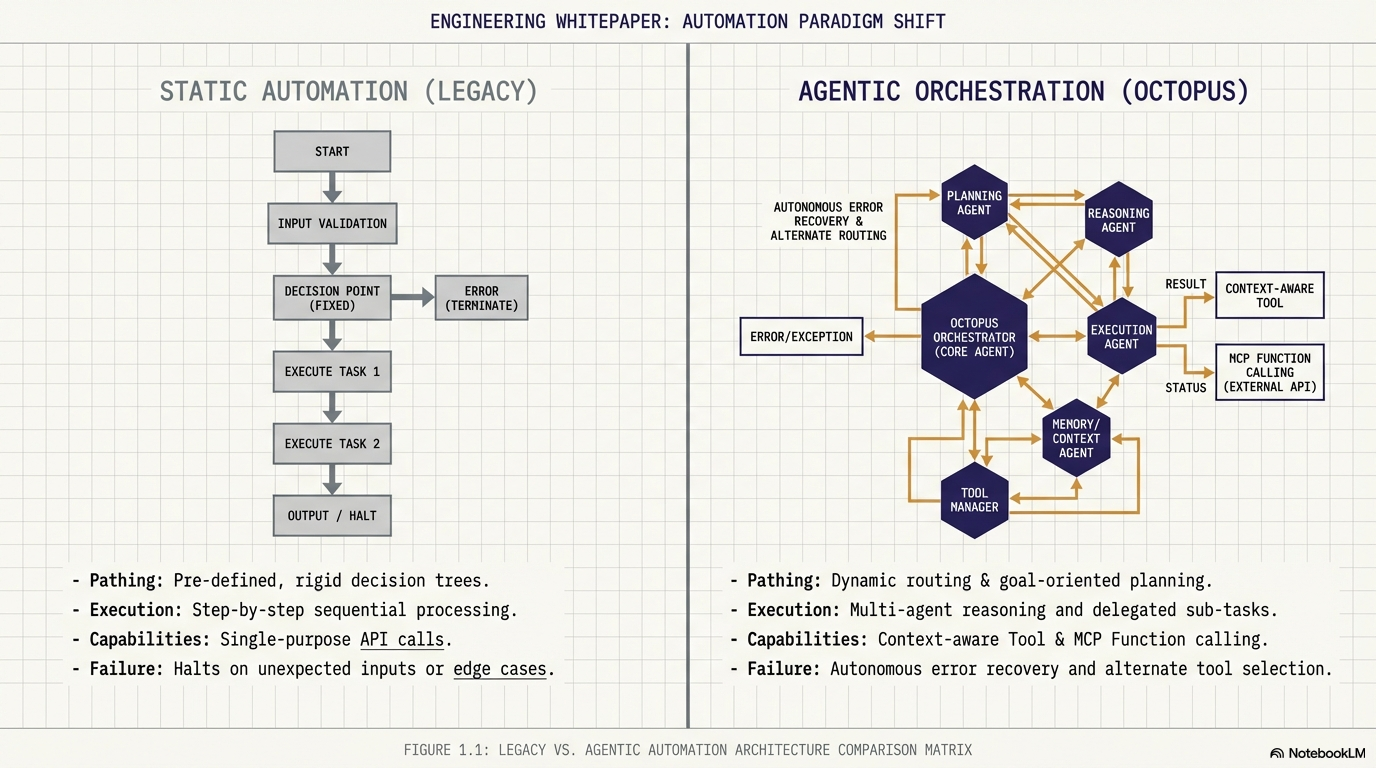 ENGINEERING WHITEPAPER: AUTOMATION PARADIGM SHIFT
STATIC AUTOMATION (LEGACY)
START
INPUT VALIDATION
DECISION POINT
(FIXED)
ERROR
(TERMINATE)
EXECUTE TASK 1
EXECUTE TASK 2
OUTPUT / HALT
- Pathing: Pre-defined, rigid decision trees.
- Execution: Step-by-step sequential processing.
- Capabilities: Single-purpose API calls.
- Failure: Halts on unexpected inputs or edge cases.
AGENTIC ORCHESTRATION (OCTOPUS)
AUTONOMOUS ERROR
RECOVERY &
ALTERNATE ROUTING
PLANNING
AGENT
REASONING
AGENT
ERROR/EXCEPTION
OCTOPUS
ORCHESTRATOR
(CORE AGENT)
EXECUTION
AGENT
RESULT
CONTEXT-AWARE
TOOL
STATUS
MCP FUNCTION
CALLING
(EXTERNAL API)
MEMORY/
CONTEXT
AGENT
TOOL
MANAGER
- Pathing: Dynamic routing & goal-oriented planning.
- Execution: Multi-agent reasoning and delegated sub-tasks.
- Capabilities: Context-aware Tool & MCP Function calling.
- Failure: Autonomous error recovery and alternate tool selection.
FIGURE 1.1: LEGACY VS. AGENTIC AUTOMATION ARCHITECTURE COMPARISON MATRIX
NotebookLM